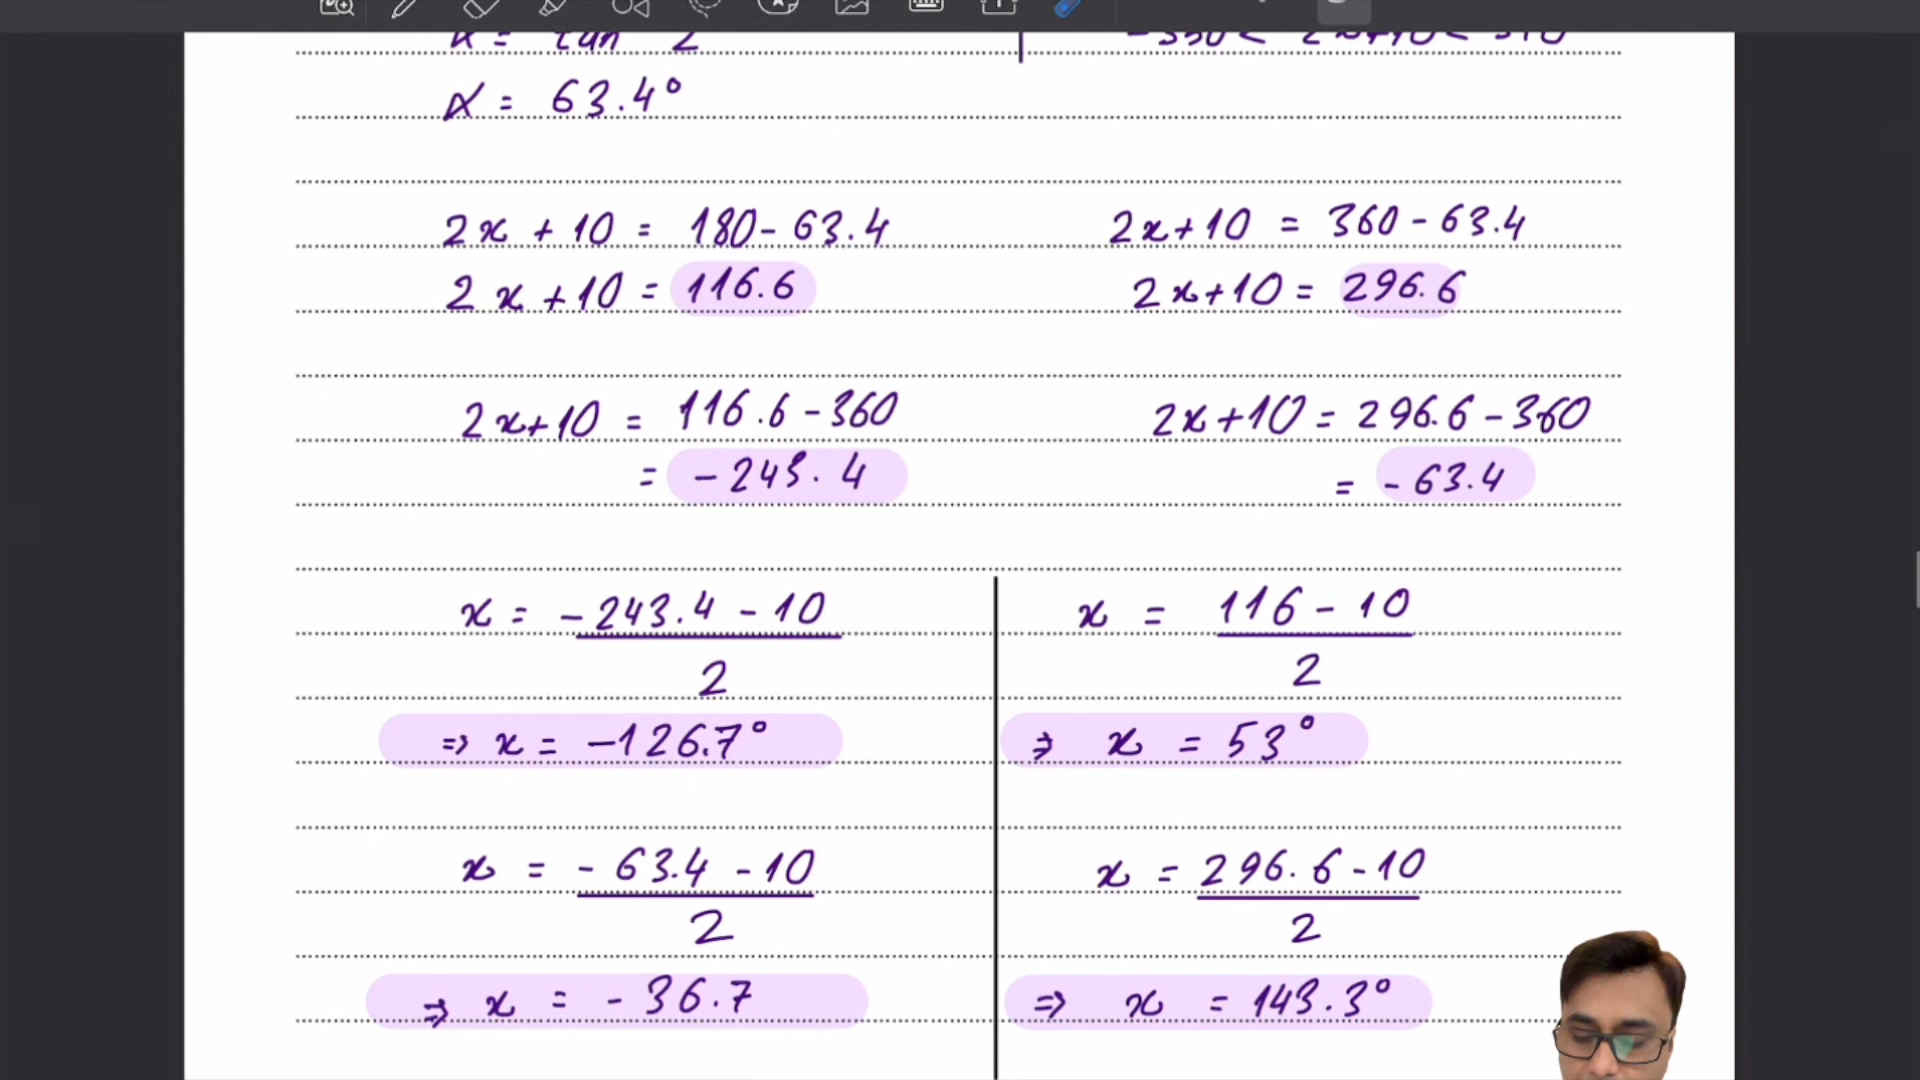 α = 63.4°
2x + 10 = 180 - 63.4
2x+10 = 360 - 63.4
2x+10 = 116.6
2x+10 = 296.6
2x+10 = 116.6 - 360
2x+10 = 296.6 - 360
= -243.4
= -63.4
x = -243.4 - 10
x = 116 - 10
2
2
⇒ x = -126.7°
⇒ x = 53°
x = -63.4 - 10
x = 296.6 - 10
2
2
⇒ x = -36.7
⇒ x = 143.3°